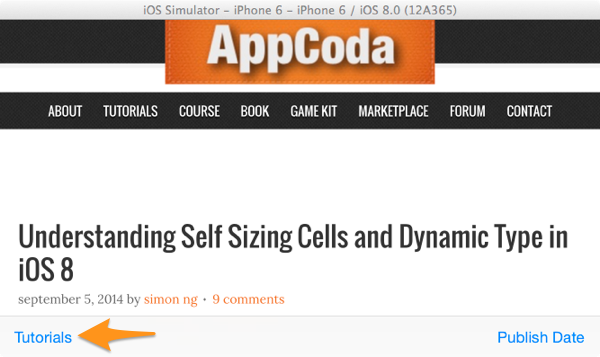 iOS Simulator – iPhone 6 – iPhone 6 / iOS 8.0 (12A365)
AppCoda
ABOUT TUTORIALS COURSE BOOK GAME KIT MARKETPLACE FORUM CONTACT
Understanding Self Sizing Cells and Dynamic Type in
iOS 8
september 5, 2014 by simon ng • 9 comments
Tutorials Publish Date